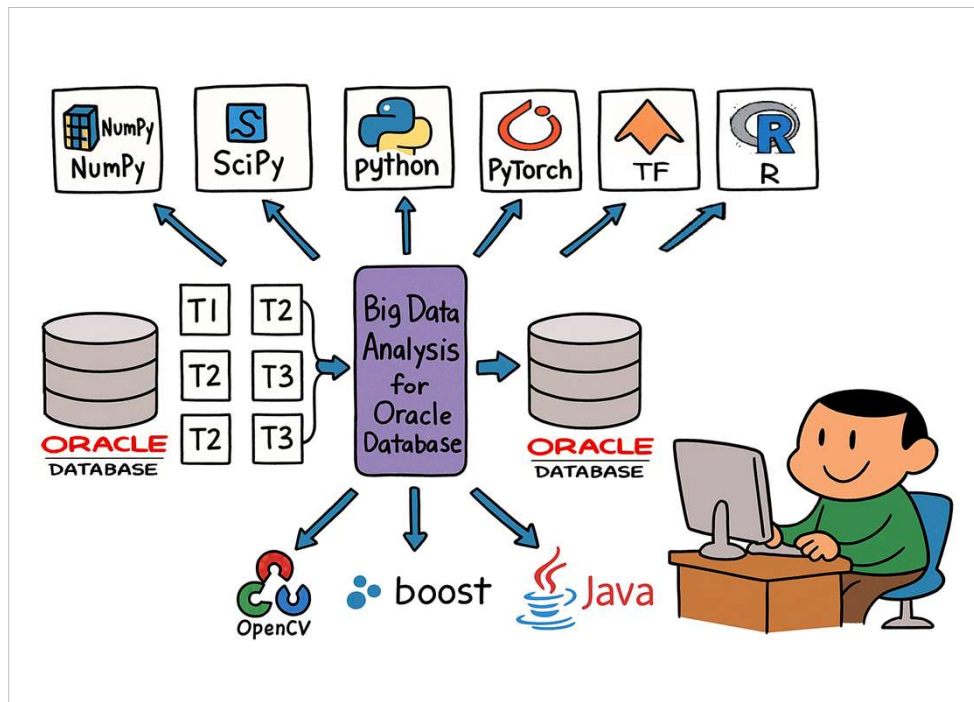 NumPy
NumPy
SciPy
python
PyTorch
TF
R
R
T1
T2
T2
T3
T2
T3
ORACLE
DATABASE
Big Data
Analysis
for
Oracle
Database
ORACLE
DATABASE
OpenCV
boost
Java